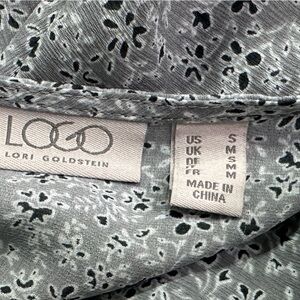 LOGO
LORI GOLDSTEIN
US S
UK M
DE S
FR M
MADE IN
CHINA